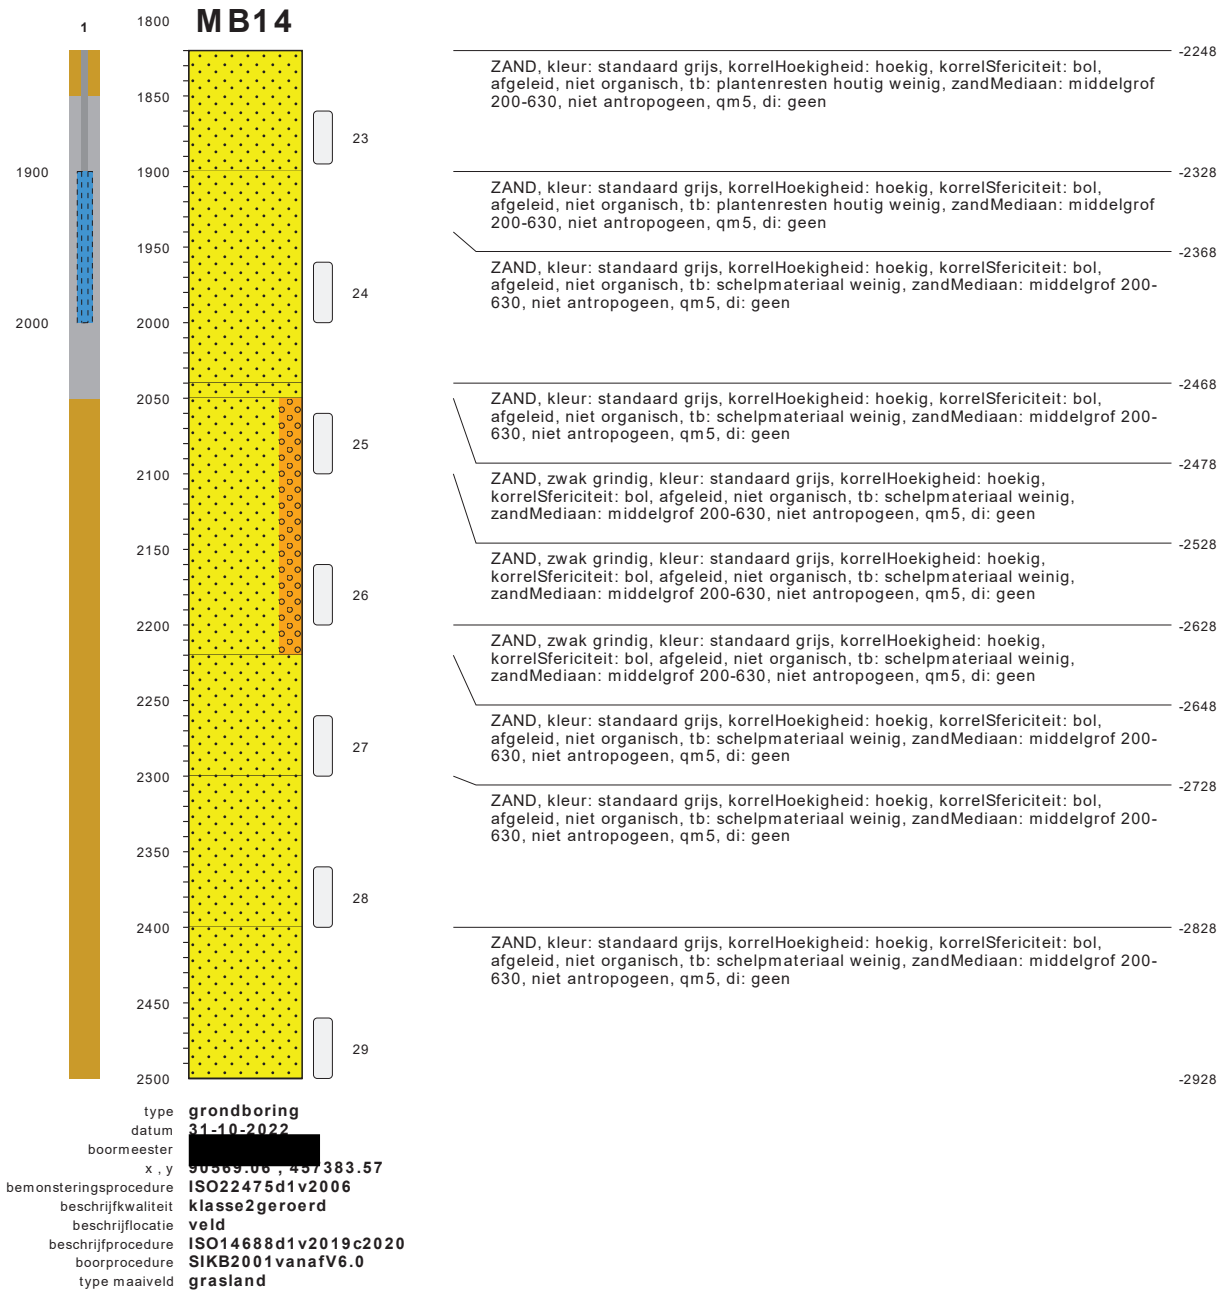 1
1800
MB14
-2248
ZAND, kleur: standaard grijs, korrelHoekigheid: hoekig, korrelSfericiteit: bol,
afgeleid, niet organisch, tb: plantenresten houtig weinig, zandMediaan: middelgrof
200-630, niet antropogeen, qm5, di: geen
1850
23
1900
1900
-2328
ZAND, kleur: standaard grijs, korrelHoekigheid: hoekig, korrelSfericiteit: bol,
afgeleid, niet organisch, tb: plantenresten houtig weinig, zandMediaan: middelgrof
200-630, niet antropogeen, qm5, di: geen
1950
-2368
ZAND, kleur: standaard grijs, korrelHoekigheid: hoekig, korrelSfericiteit: bol,
afgeleid, niet organisch, tb: schelpmateriaal weinig, zandMediaan: middelgrof 200-
630, niet antropogeen, qm5, di: geen
24
2000
2000
-2468
2050
ZAND, kleur: standaard grijs, korrelHoekigheid: hoekig, korrelSfericiteit: bol,
afgeleid, niet organisch, tb: schelpmateriaal weinig, zandMediaan: middelgrof 200-
630, niet antropogeen, qm5, di: geen
25
-2478
2100
ZAND, zwak grindig, kleur: standaard grijs, korrelHoekigheid: hoekig,
korrelSfericiteit: bol, afgeleid, niet organisch, tb: schelpmateriaal weinig,
zandMediaan: middelgrof 200-630, niet antropogeen, qm5, di: geen
-2528
2150
ZAND, zwak grindig, kleur: standaard grijs, korrelHoekigheid: hoekig,
korrelSfericiteit: bol, afgeleid, niet organisch, tb: schelpmateriaal weinig,
zandMediaan: middelgrof 200-630, niet antropogeen, qm5, di: geen
26
2200
-2628
ZAND, zwak grindig, kleur: standaard grijs, korrelHoekigheid: hoekig,
korrelSfericiteit: bol, afgeleid, niet organisch, tb: schelpmateriaal weinig,
zandMediaan: middelgrof 200-630, niet antropogeen, qm5, di: geen
2250
-2648
ZAND, kleur: standaard grijs, korrelHoekigheid: hoekig, korrelSfericiteit: bol,
afgeleid, niet organisch, tb: schelpmateriaal weinig, zandMediaan: middelgrof 200-
630, niet antropogeen, qm5, di: geen
27
2300
-2728
ZAND, kleur: standaard grijs, korrelHoekigheid: hoekig, korrelSfericiteit: bol,
afgeleid, niet organisch, tb: schelpmateriaal weinig, zandMediaan: middelgrof 200-
630, niet antropogeen, qm5, di: geen
2350
28
2400
-2828
ZAND, kleur: standaard grijs, korrelHoekigheid: hoekig, korrelSfericiteit: bol,
afgeleid, niet organisch, tb: schelpmateriaal weinig, zandMediaan: middelgrof 200-
630, niet antropogeen, qm5, di: geen
2450
29
2500
-2928
type grondboring
datum 31-10-2022
boormeester
x , y 90569.06 , 457383.57
bemonsteringsprocedure ISO22475d1v2006
beschrijfkwaliteit klasse2geroerd
beschrijflocatie veld
beschrijfprocedure ISO14688d1v2019c2020
boorprocedure SIKB2001vanafV6.0
type maaiveld grasland